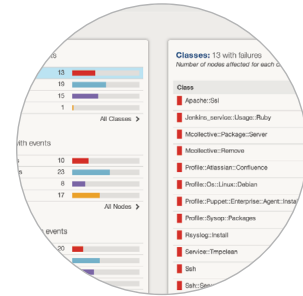 13
19
15
1
All Classes >
with events
10
23
8
17
All Nodes >
events
20
Classes: 13 with failures
Number of nodes affected for each
Class
Apache::Ssl
Jenkins_service::Usage::Ruby
Mcollective::Package::Server
Mcollective::Remove
Profile::Atlassian::Confluence
Profile::Os::Linux::Debian
Profile::Puppet::Enterprise::Agent::Insta
Profile::Sysop::Packages
Rsyslog::Install
Service::Tmpclean
Ssh